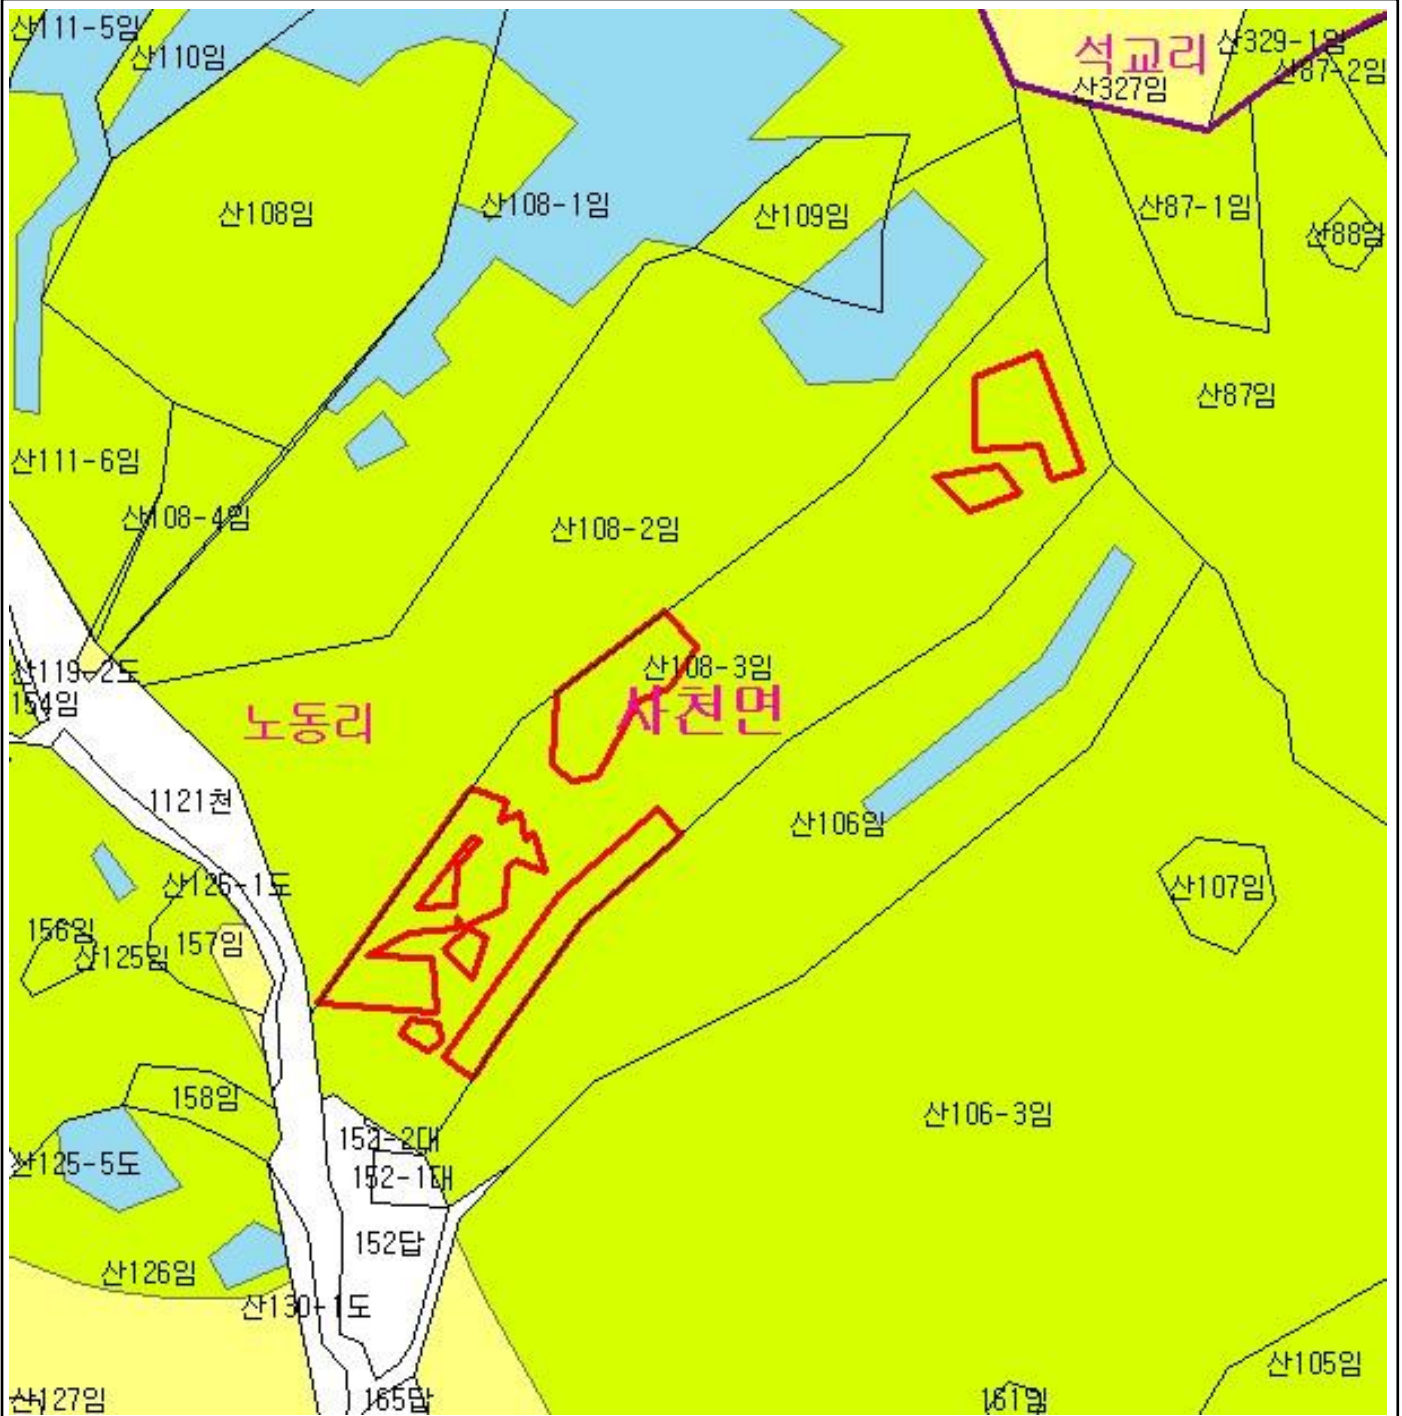 산111-5임
산110임
석교리
산329-1임
산87-2임
산327임
산108임
산108-1임
산109임
산87-1임
산88임
산87임
산111-6임
산108-4임
산108-2임
산119-2도
154임
산108-3임
사천면
노동리
1121천
산106임
산126-1도
산107임
156임
157임
산125임
158임
산106-3임
152-2대
산125-5도
152-1대
152답
산126임
산130-1도
산105임
산127임
165답
161임